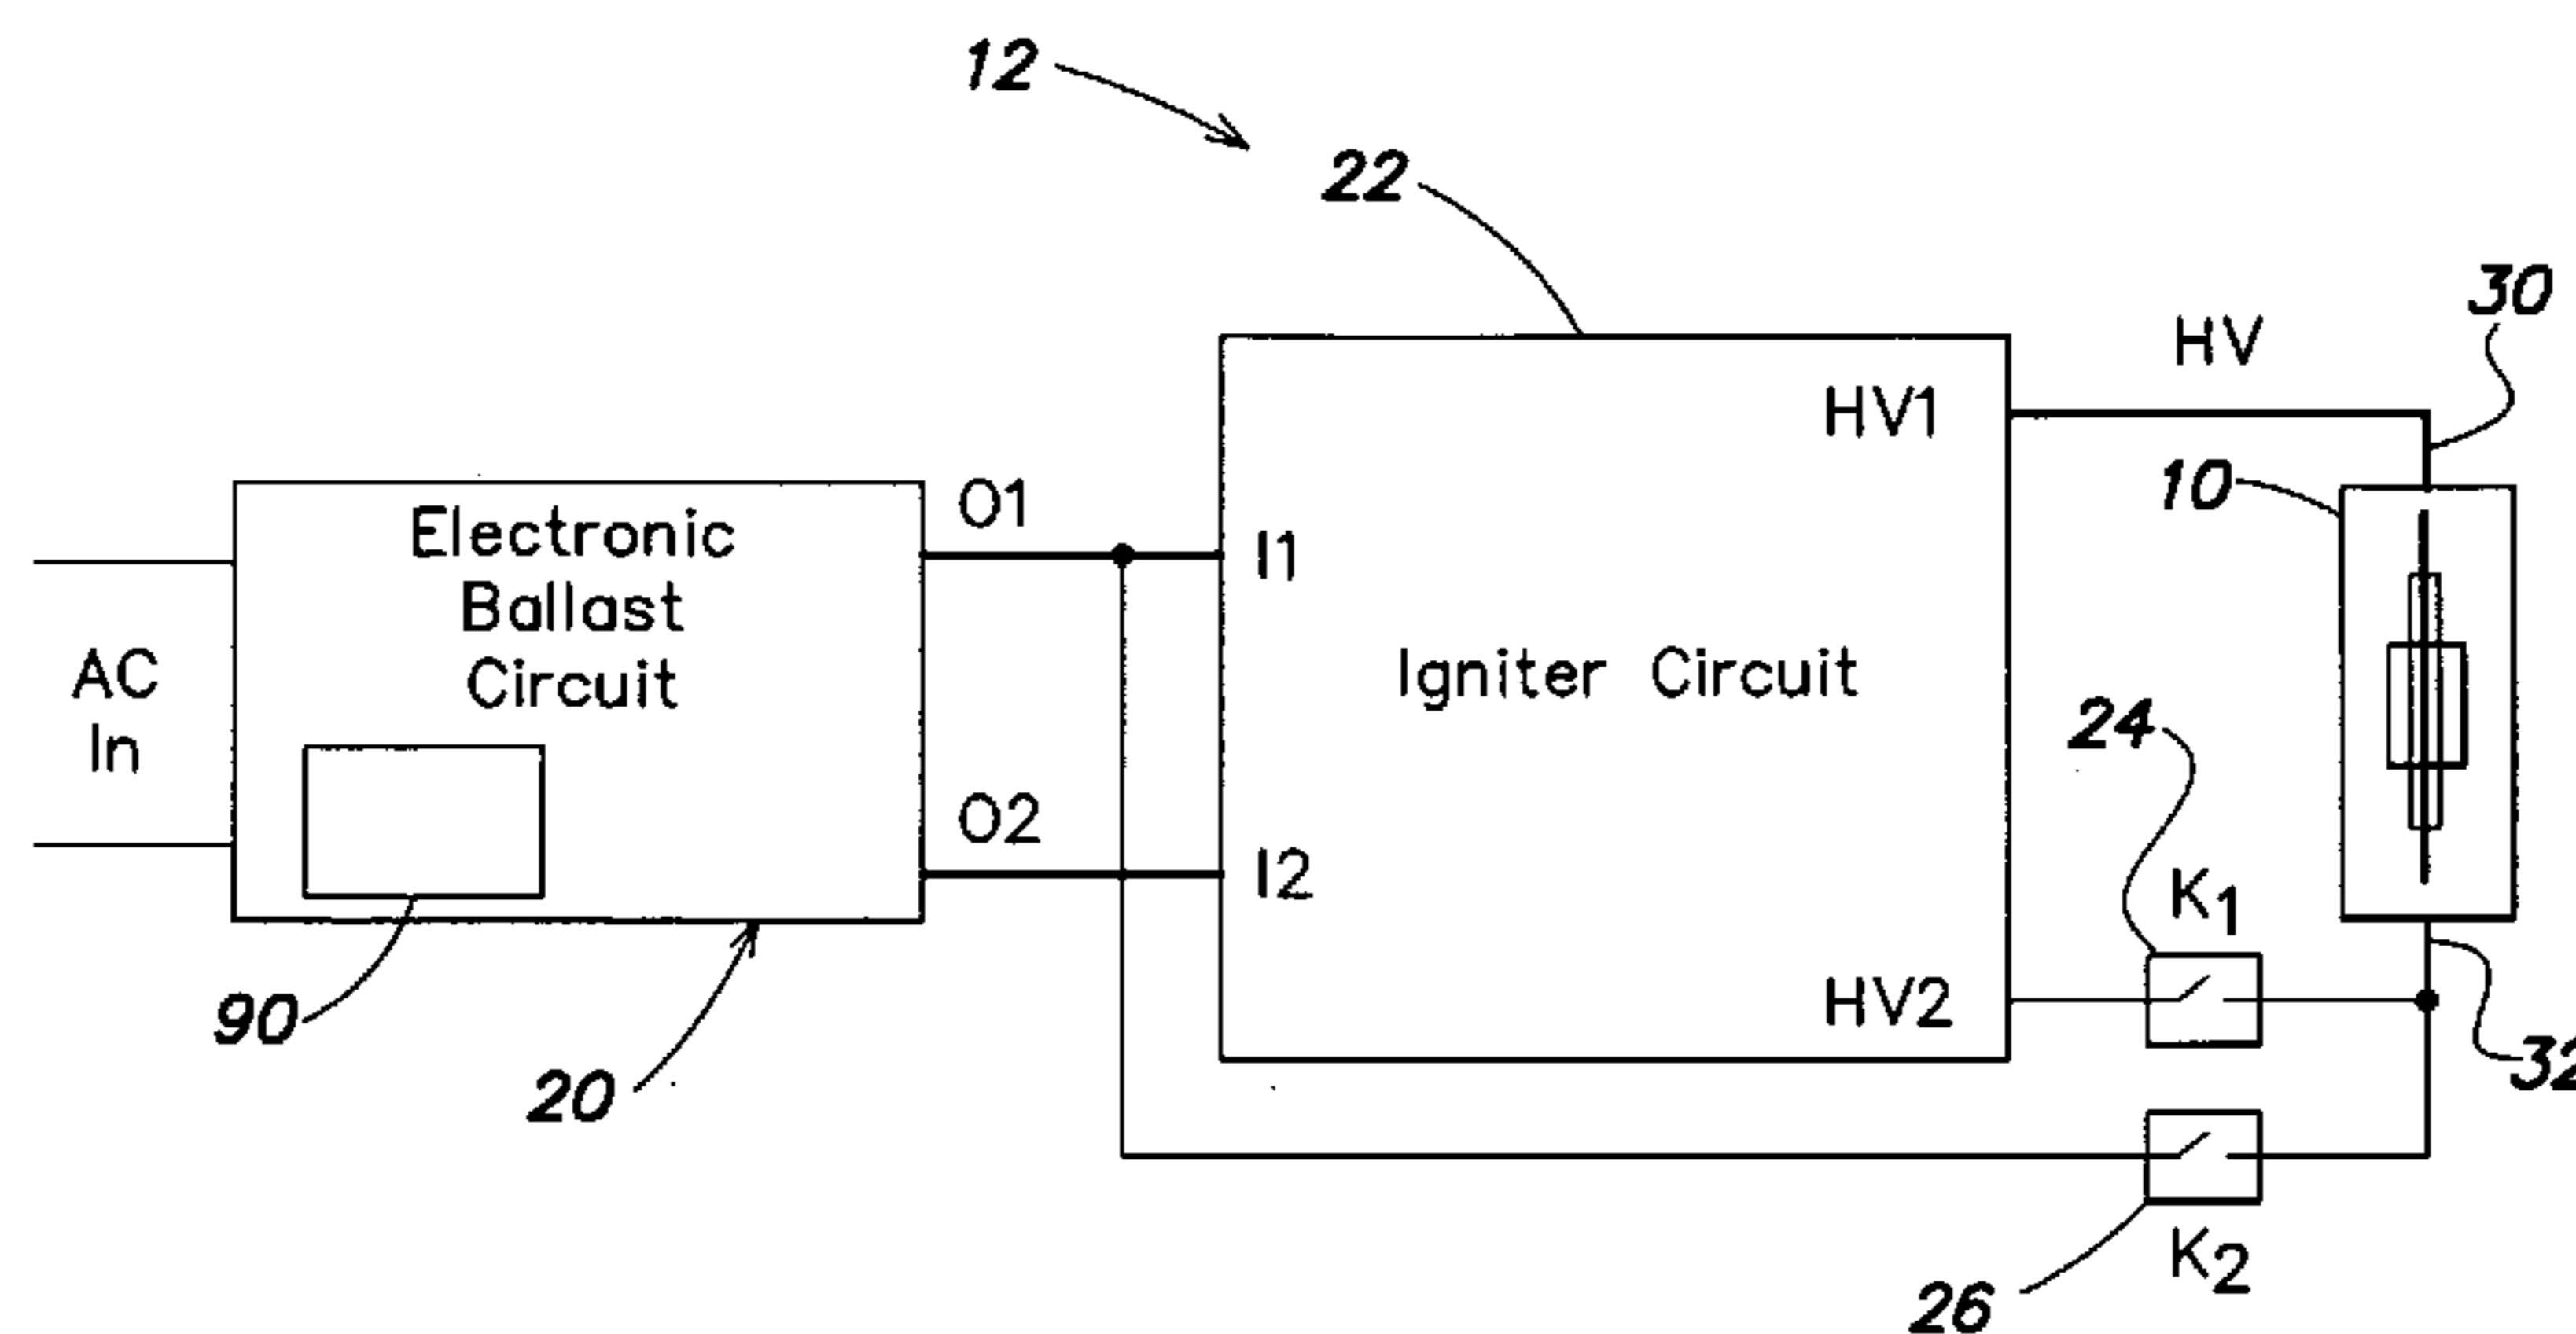 12
22
30
HV
HV1
10
O1
Electronic
Ballast
Circuit
I1
AC
In
Igniter Circuit
24
O2
I2
K1
HV2
90
32
20
K2
26